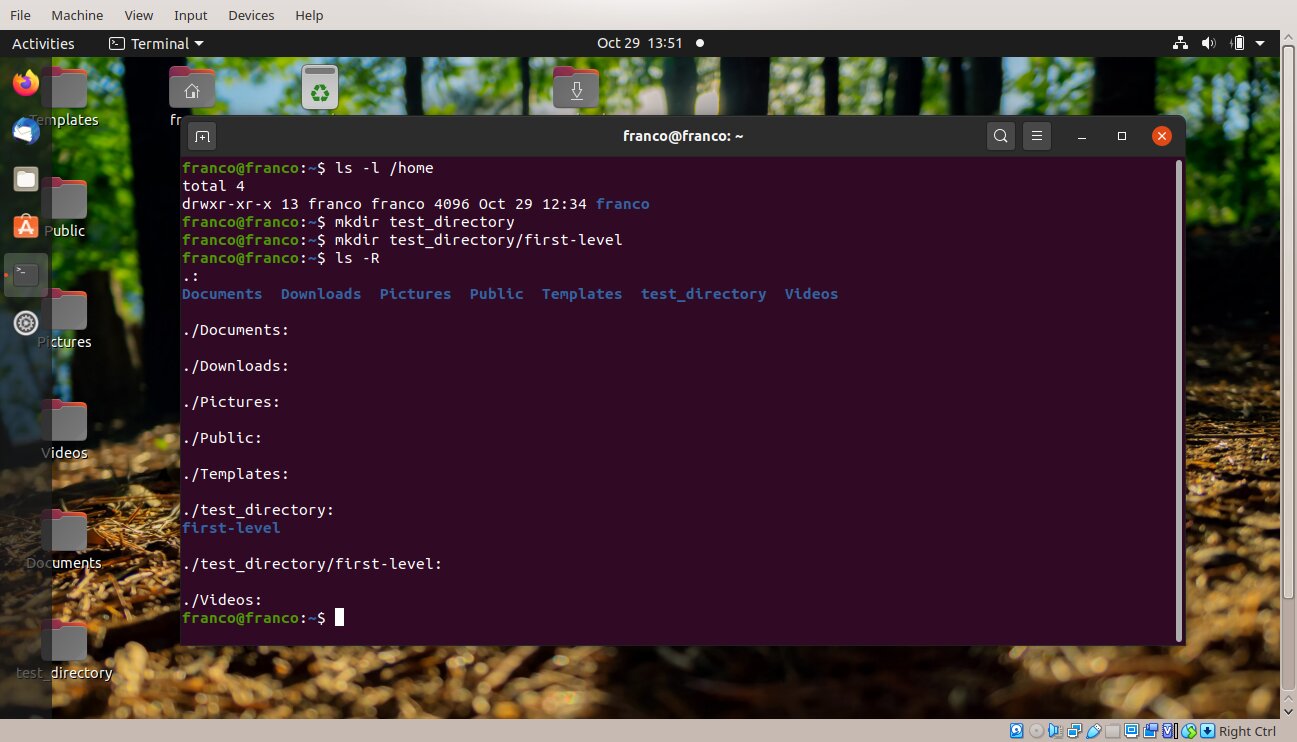 File Machine View Input Devices Help
Activities Terminal Oct 29 13:51
Templates
fr
Public
Pictures
Videos
Documents
test_directory
franco@franco: ~
franco@franco:~$ ls -l /home
total 4
drwxr-xr-x 13 franco franco 4096 Oct 29 12:34 franco
franco@franco:~$ mkdir test_directory
franco@franco:~$ mkdir test_directory/first-level
franco@franco:~$ ls -R
.:
Documents Downloads Pictures Public Templates test_directory Videos
./Documents:
./Downloads:
./Pictures:
./Public:
./Templates:
./test_directory:
first-level
./test_directory/first-level:
./Videos:
franco@franco:~$
Right Ctrl